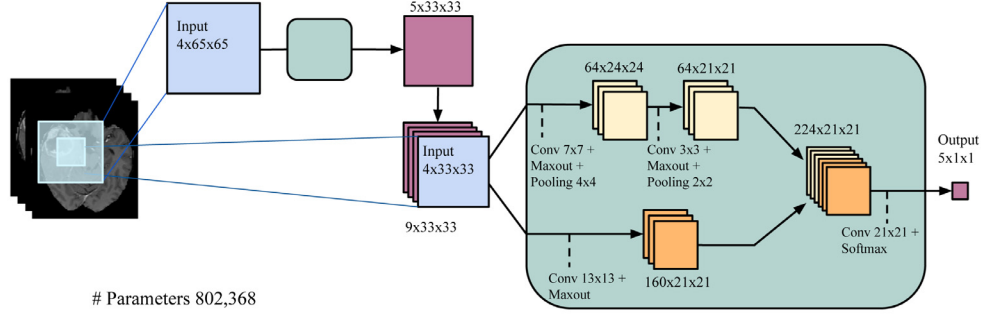 5x33x33
Input
4x65x65
64x24x24
64x21x21
224x21x21
Input
4x33x33
Conv 7x7 +
Maxout +
Pooling 4x4
Conv 3x3 +
Maxout +
Pooling 2x2
Output
5x1x1
9x33x33
Conv 21x21 +
Softmax
Conv 13x13 +
Maxout
160x21x21
# Parameters 802,368